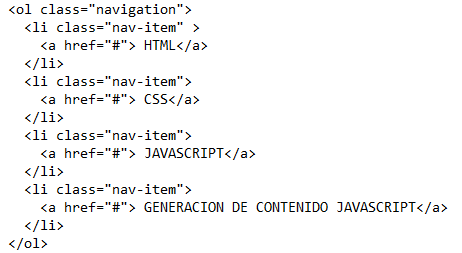 <ol class="navigation">
  <li class="nav-item" >
    <a href="#"> HTML</a>
  </li>
  <li class="nav-item">
    <a href="#"> CSS</a>
  </li>
  <li class="nav-item">
    <a href="#"> JAVASCRIPT</a>
  </li>
  <li class="nav-item">
    <a href="#"> GENERACION DE CONTENIDO JAVASCRIPT</a>
  </li>
</ol>